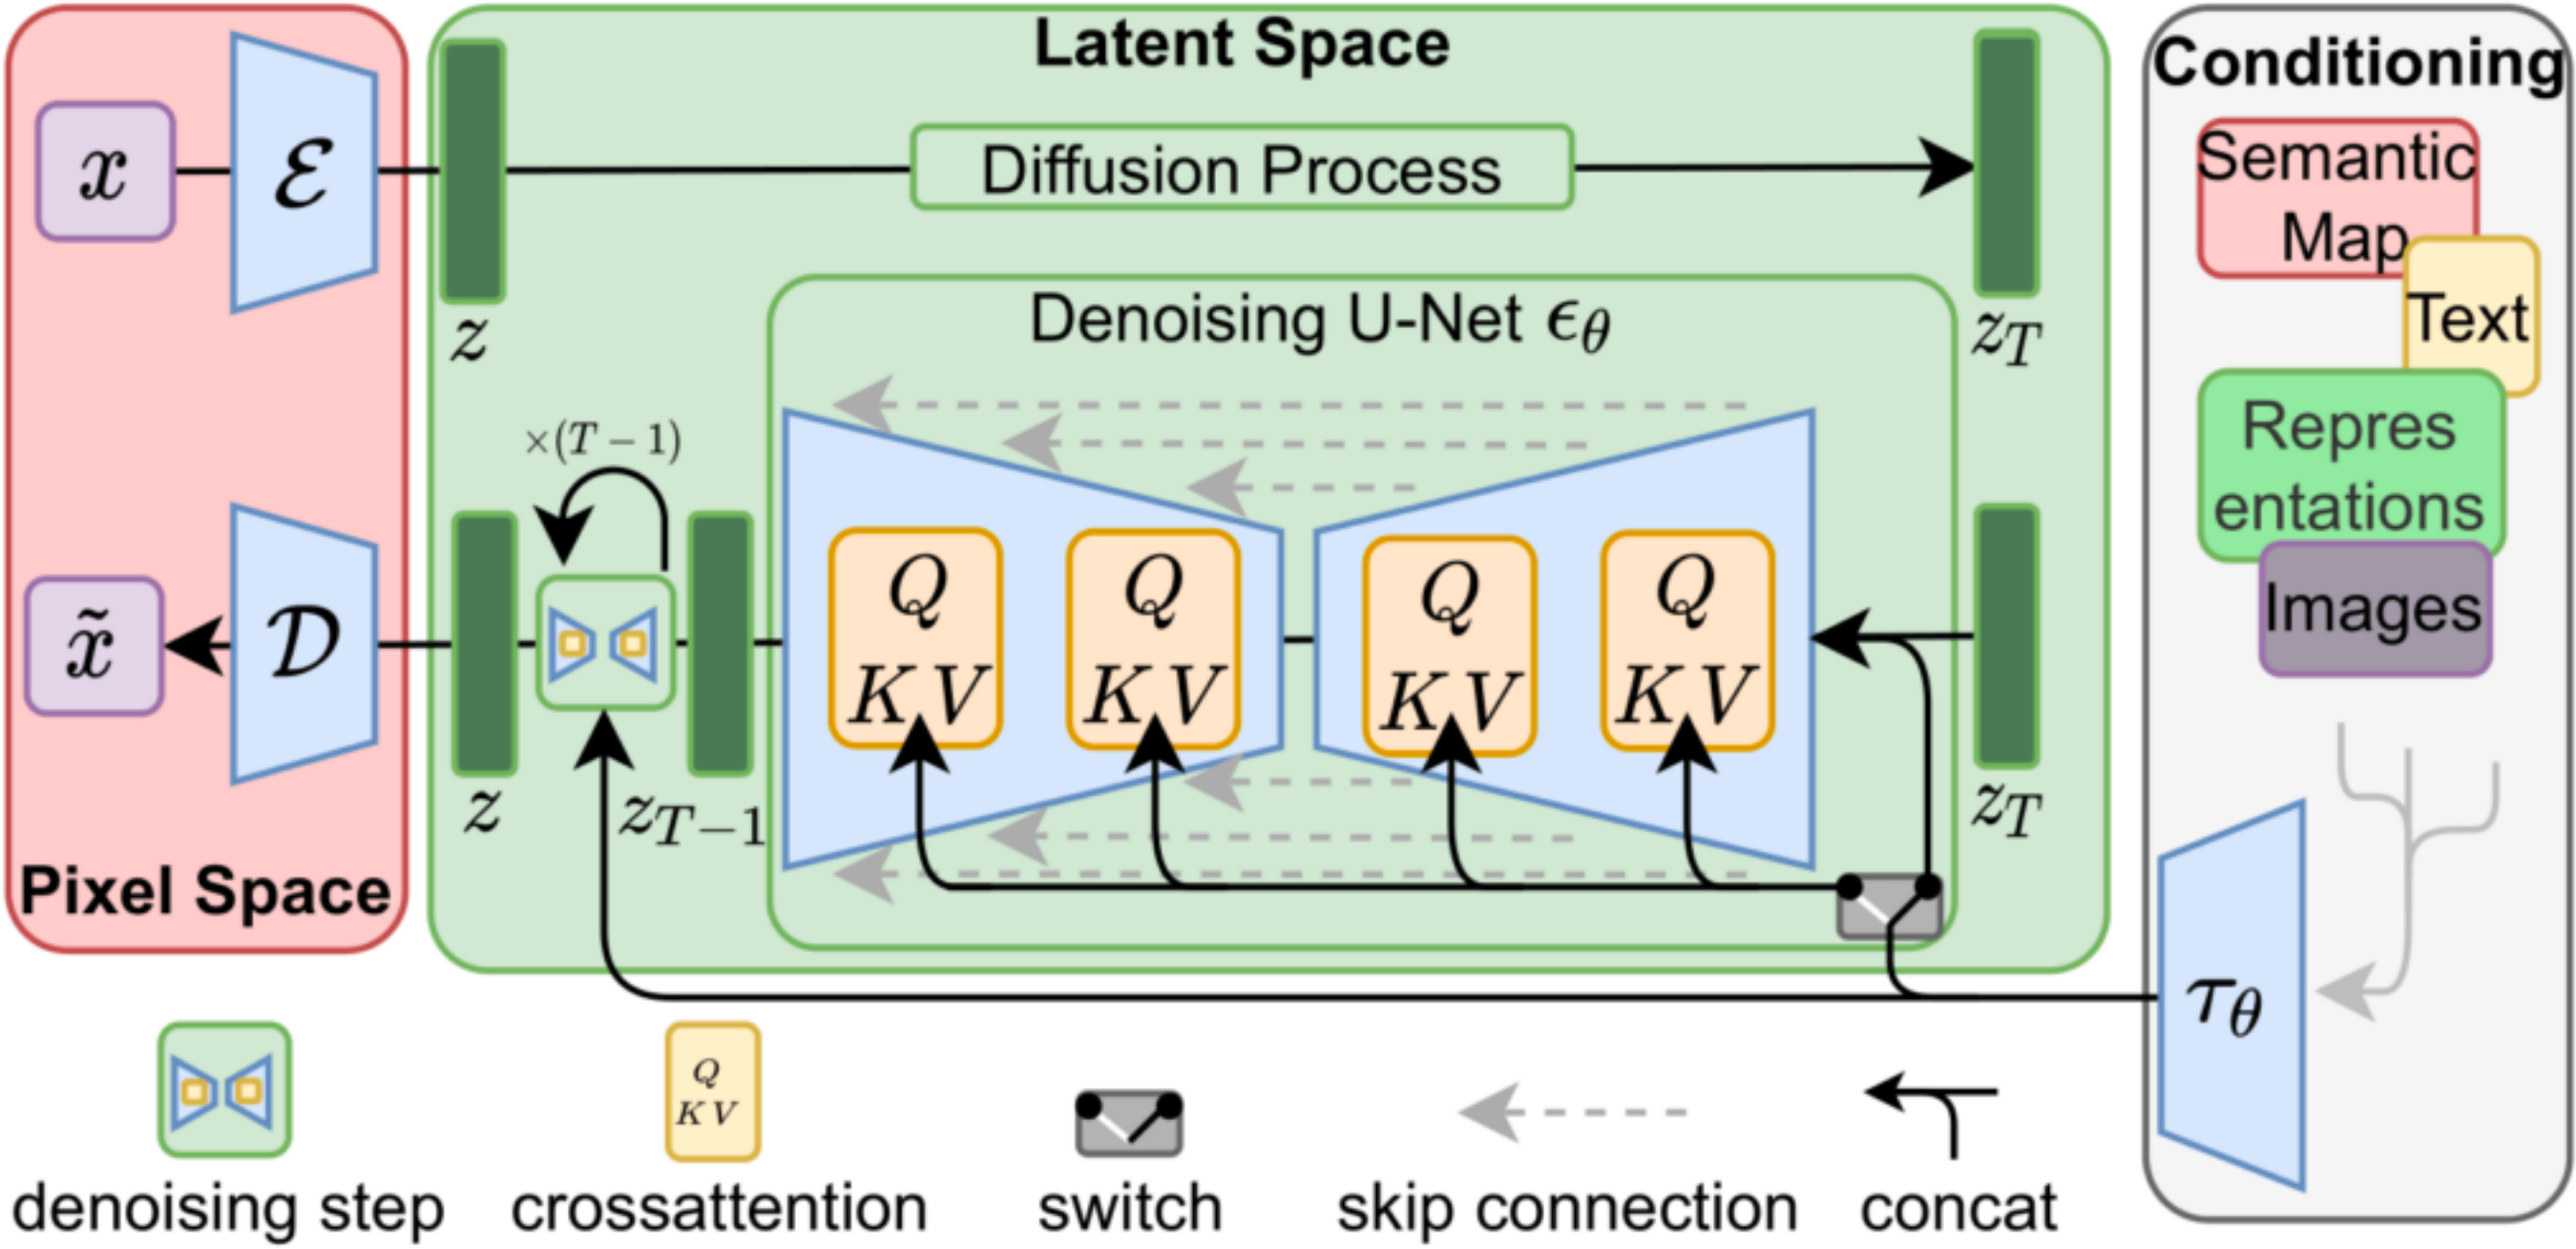 Latent Space
Conditioning
x
ℰ
z
Diffusion Process
z_T
Semantic
Map
Text
Repres
entations
Images
Denoising U-Net ϵ_θ
×(T − 1)
x̃
𝒟
z
z_{T−1}
Q
KV
Q
KV
Q
KV
Q
KV
z_T
Pixel Space
τ_θ
Q
KV
denoising step
crossattention
switch
skip connection
concat